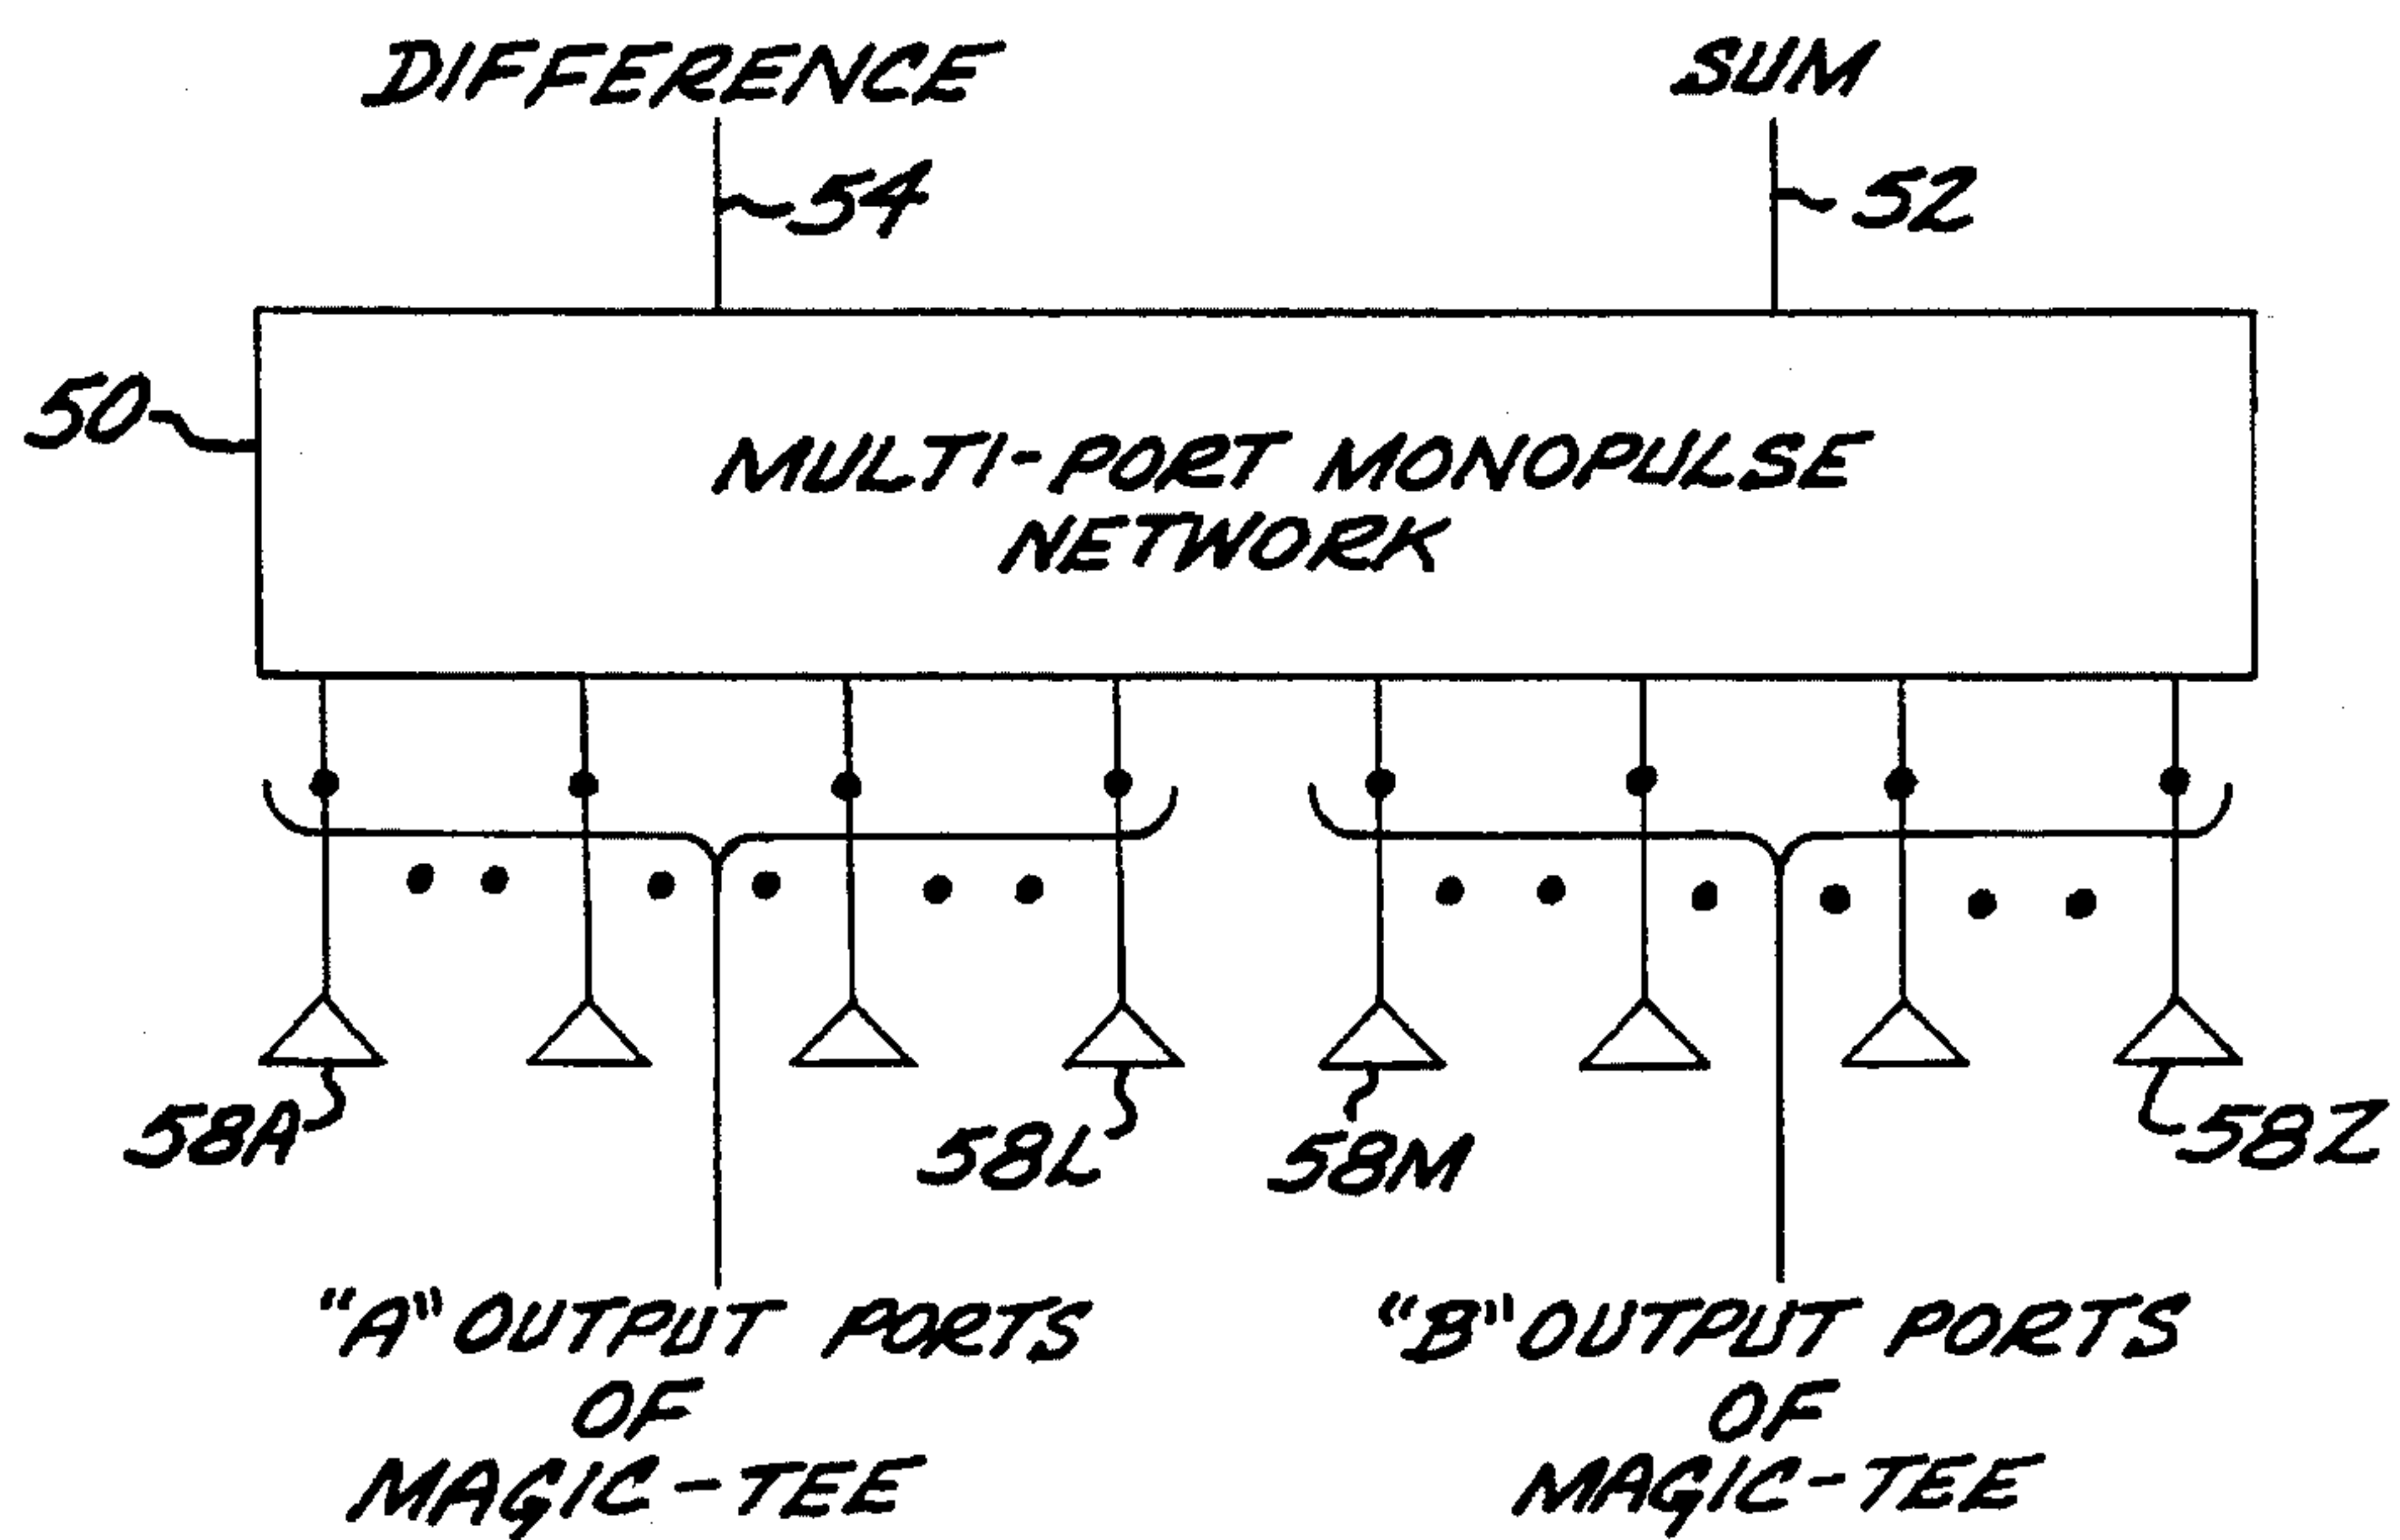 DIFFERENCE
SUM
54
52
50
MULTI-PORT MONOPULSE
NETWORK
58A
58L
58M
58Z
"A" OUTPUT PORTS
OF
MAGIC-TEE
"B" OUTPUT PORTS
OF
MAGIC-TEE